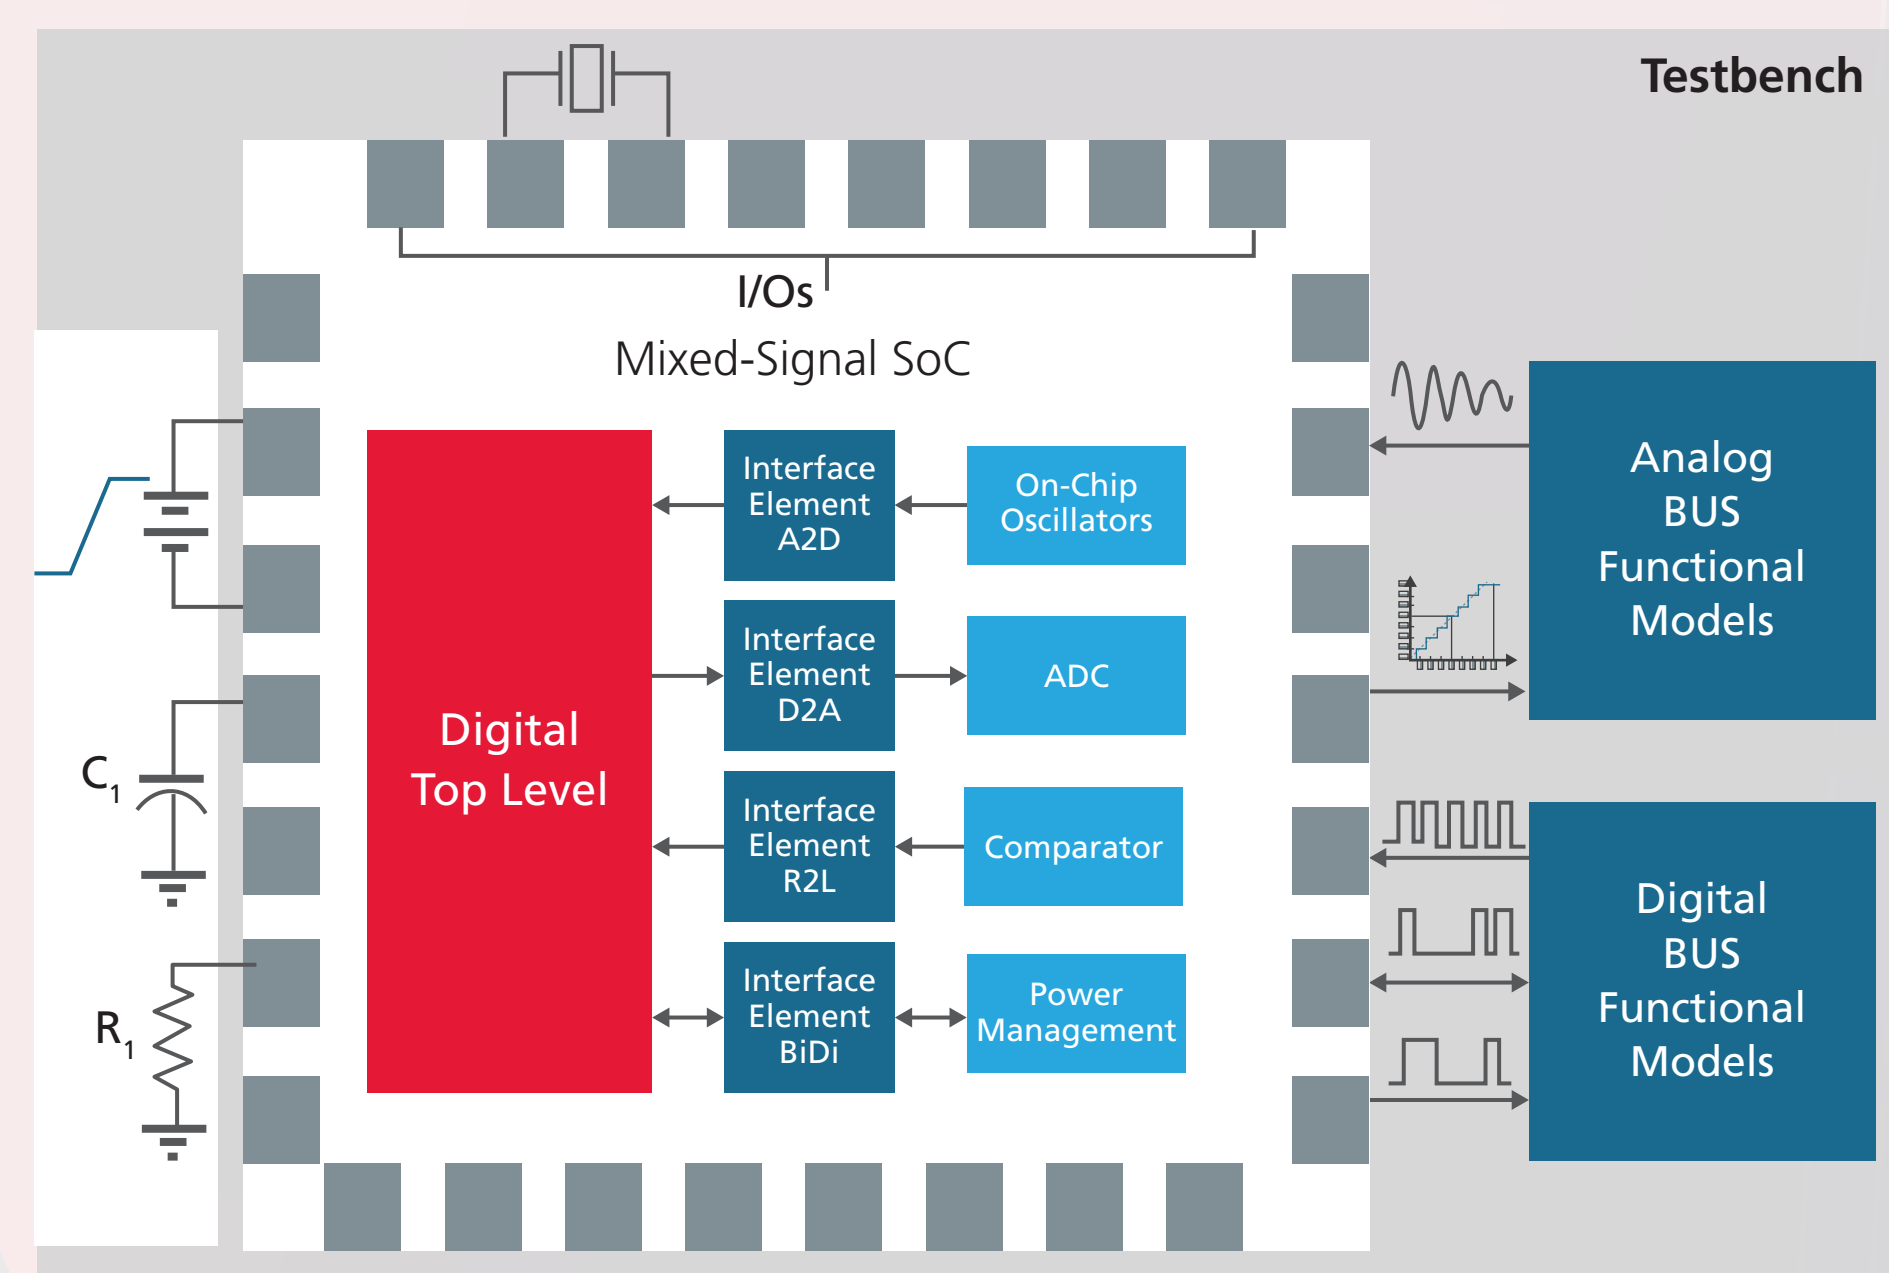 Testbench
I/Os
Mixed-Signal SoC
Digital
Top Level
Interface
Element
A2D
On-Chip
Oscillators
Interface
Element
D2A
ADC
Interface
Element
R2L
Comparator
Interface
Element
BiDi
Power
Management
C1
R1
Analog
BUS
Functional
Models
Digital
BUS
Functional
Models